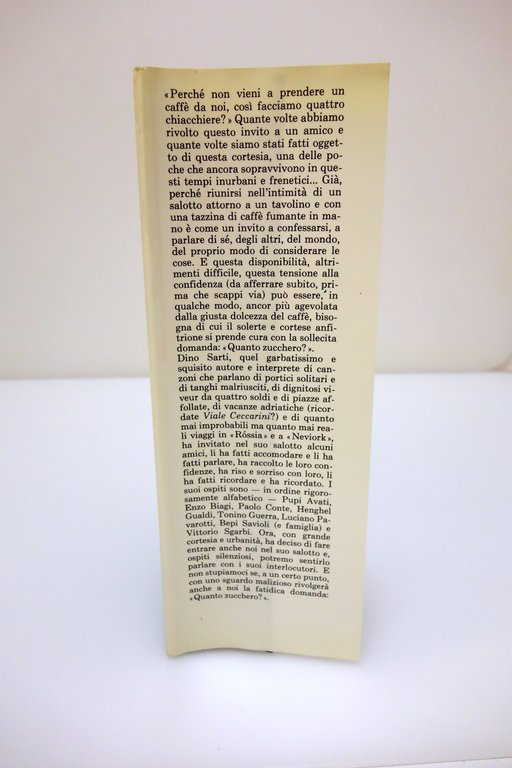 «Perché non vieni a prendere un
caffè da noi, così facciamo quattro
chiacchiere?» Quante volte abbiamo
rivolto questo invito a un amico e
quante volte siamo stati fatti ogget-
to di questa cortesia, una delle po-
che che ancora sopravvivono in que-
sti tempi inurbani e frenetici... Già,
perché riunirsi nell'intimità di un
salotto attorno a un tavolino e con
una tazzina di caffè fumante in ma-
no è come un invito a confessarsi, a
parlare di sé, degli altri, del mondo,
del proprio modo di considerare le
cose. E questa disponibilità, altri-
menti difficile, questa tensione alla
confidenza (da afferrare subito, pri-
ma che scappi via) può essere, in
qualche modo, ancor più agevolata
dalla giusta dolcezza del caffè, biso-
gna di cui il solerte e cortese anfi-
trione si prende cura con la sollecita
domanda: «Quanto zucchero?».
Dino Sarti, quel garbatissimo e
squisito autore e interprete di can-
zoni che parlano di portici solitari e
di tanghi malriusciti, di dignitosi vi-
veur da quattro soldi e di piazze af-
follate, di vacanze adriatiche (ricor-
date Viale Ceccarini?) e di quanto
mai improbabili ma quanto mai rea-
li viaggi in «Róssia» e a «Neviork»,
ha invitato nel suo salotto alcuni
amici, li ha fatti accomodare e li ha
fatti parlare, ha raccolto le loro con-
fidenze, ha riso e sorriso con loro, li
ha fatti ricordare e ha ricordato. I
suoi ospiti sono — in ordine rigoro-
samente alfabetico — Pupi Avati,
Enzo Biagi, Paolo Conte, Henghel
Gualdi, Tonino Guerra, Luciano Pa-
varotti, Bepi Savioli (e famiglia) e
Vittorio Sgarbi. Ora, con grande
cortesia e urbanità, ha deciso di fare
entrare anche noi nel suo salotto e,
ospiti silenziosi, potremo sentirlo
parlare con i suoi interlocutori. E
non stupiamoci se, a un certo punto,
con uno sguardo malizioso rivolgerà
anche a noi la fatidica domanda:
«Quanto zucchero?».